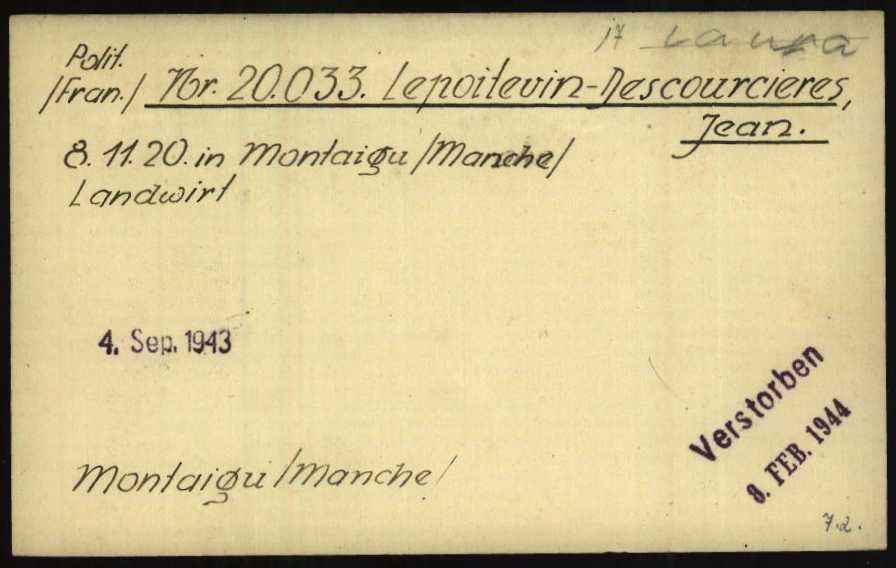 17 Laura
Polit.
/Fran./ Nr. 20.033. Lepoitevin-Descourcieres,
Jean.
8.11.20. in Montaigu /Manche/
Landwirt
4. Sep. 1943
Verstorben
8. FEB. 1944
Montaigu /Manche/
7.2.